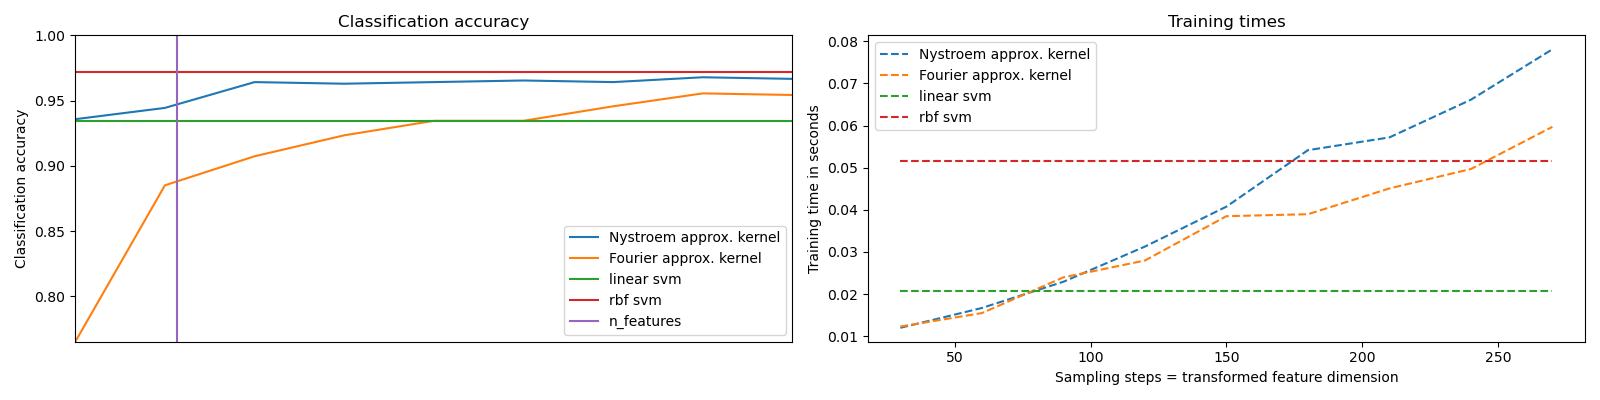 Classification accuracy
Classification accuracy
1.00
0.95
0.90
0.85
0.80
Nystroem approx. kernel
Fourier approx. kernel
linear svm
rbf svm
n_features
Training times
Training time in seconds
0.08
0.07
0.06
0.05
0.04
0.03
0.02
0.01
Nystroem approx. kernel
Fourier approx. kernel
linear svm
rbf svm
50 100 150 200 250
Sampling steps = transformed feature dimension